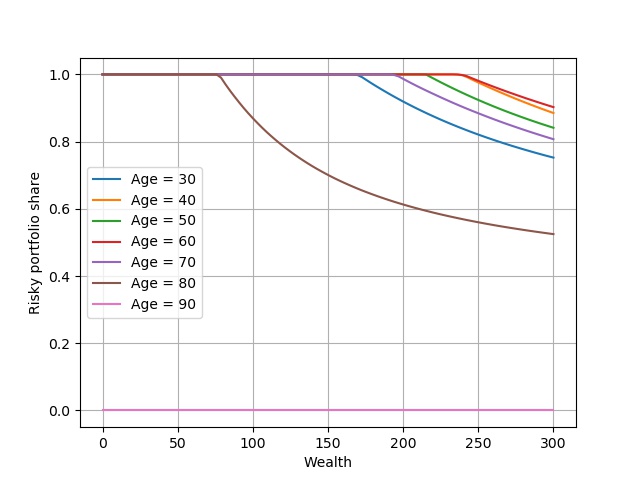 1.0
0.8
0.6
0.4
0.2
0.0
Risky portfolio share
Age = 30
Age = 40
Age = 50
Age = 60
Age = 70
Age = 80
Age = 90
0 50 100 150 200 250 300
Wealth